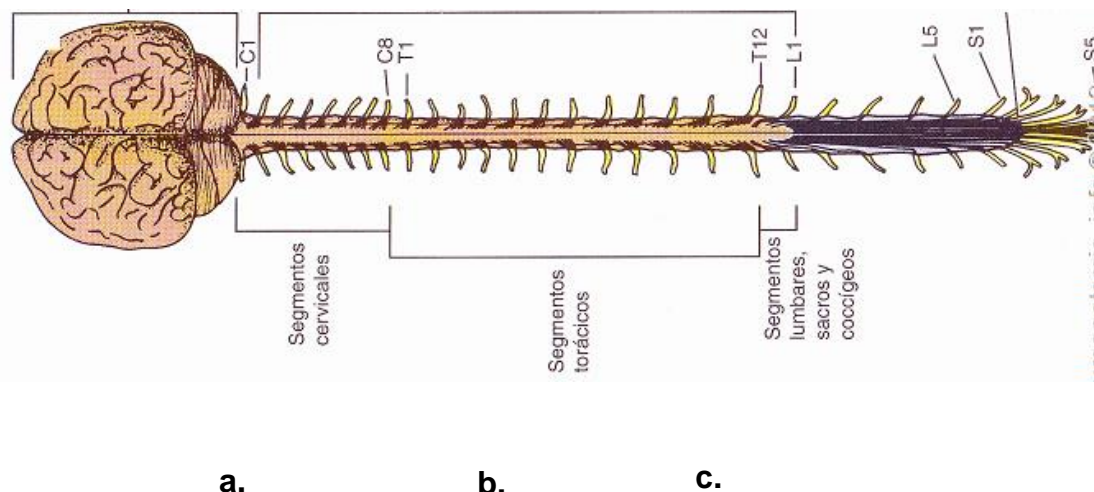 C1
C8
T1
T12
L1
L5
S1
S5
Segmentos
cervicales
Segmentos
torácicos
Segmentos
lumbares,
sacros y
coccígeos
a.
b.
c.